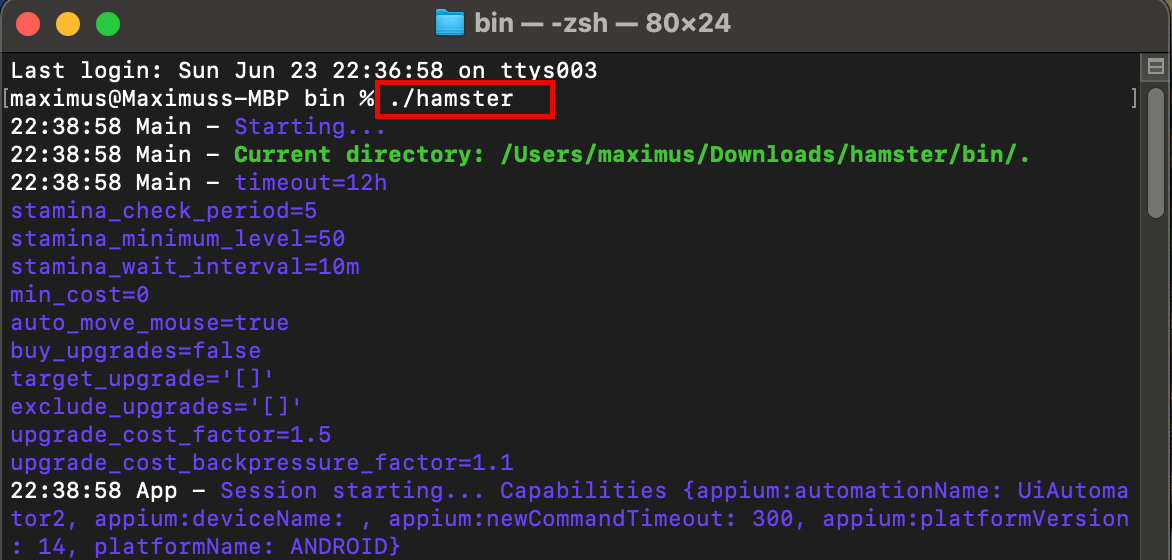 bin — -zsh — 80×24
Last login: Sun Jun 23 22:36:58 on ttys003
[maximus@Maximuss-MBP bin % ./hamster ]
22:38:58 Main - Starting...
22:38:58 Main - Current directory: /Users/maximus/Downloads/hamster/bin/.
22:38:58 Main - timeout=12h
stamina_check_period=5
stamina_minimum_level=50
stamina_wait_interval=10m
min_cost=0
auto_move_mouse=true
buy_upgrades=false
target_upgrade='[]'
exclude_upgrades='[]'
upgrade_cost_factor=1.5
upgrade_cost_backpressure_factor=1.1
22:38:58 App - Session starting... Capabilities {appium:automationName: UiAutoma
tor2, appium:deviceName: , appium:newCommandTimeout: 300, appium:platformVersion
: 14, platformName: ANDROID}